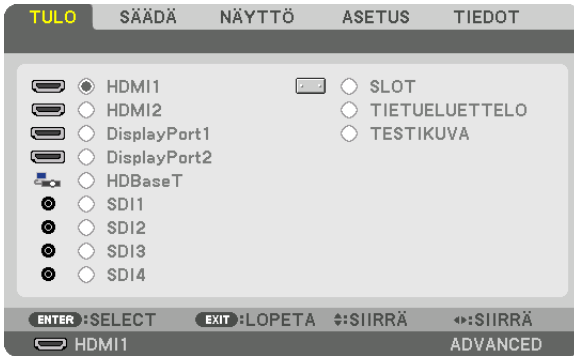 TULO SÄÄDÄ NÄYTTÖ ASETUS TIEDOT
HDMI1
HDMI2
DisplayPort1
DisplayPort2
HDBaseT
SDI1
SDI2
SDI3
SDI4
SLOT
TIETUELUETTELO
TESTIKUVA
ENTER :SELECT EXIT :LOPETA :SIIRRÄ :SIIRRÄ
HDMI1 ADVANCED